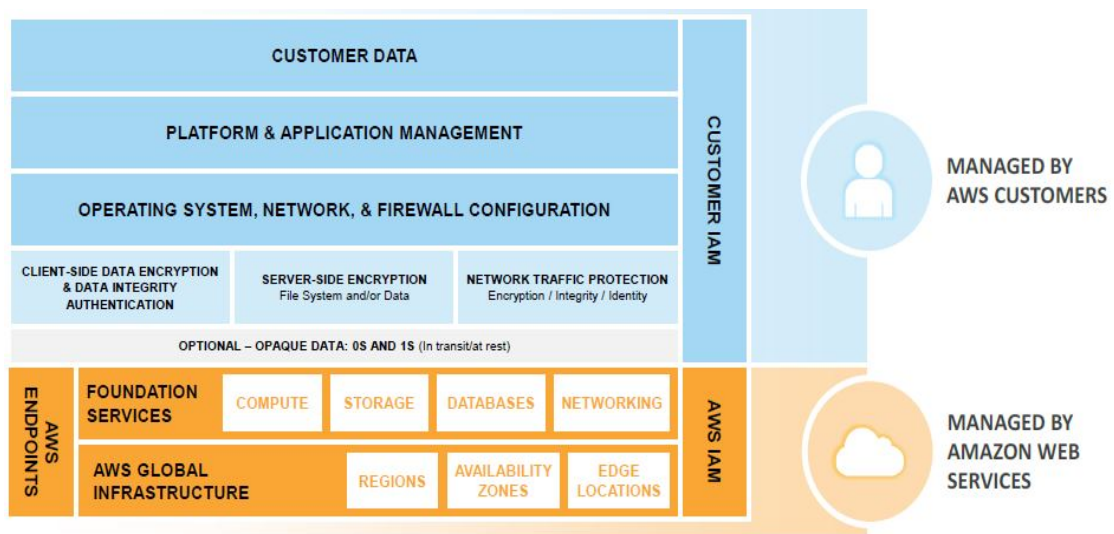 CUSTOMER DATA
PLATFORM & APPLICATION MANAGEMENT
OPERATING SYSTEM, NETWORK, & FIREWALL CONFIGURATION
CLIENT-SIDE DATA ENCRYPTION
& DATA INTEGRITY
AUTHENTICATION
SERVER-SIDE ENCRYPTION
File System and/or Data
NETWORK TRAFFIC PROTECTION
Encryption / Integrity / Identity
OPTIONAL – OPAQUE DATA: 0S AND 1S (In transit/at rest)
CUSTOMER IAM
MANAGED BY
AWS CUSTOMERS
AWS
ENDPOINTS
FOUNDATION
SERVICES
COMPUTE
STORAGE
DATABASES
NETWORKING
AWS GLOBAL
INFRASTRUCTURE
REGIONS
AVAILABILITY
ZONES
EDGE
LOCATIONS
AWS IAM
MANAGED BY
AMAZON WEB
SERVICES